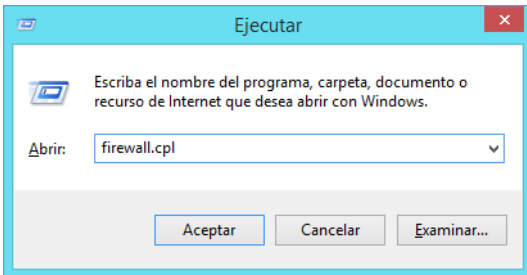 Ejecutar
Escriba el nombre del programa, carpeta, documento o
recurso de Internet que desea abrir con Windows.
Abrir: firewall.cpl
Aceptar Cancelar Examinar...